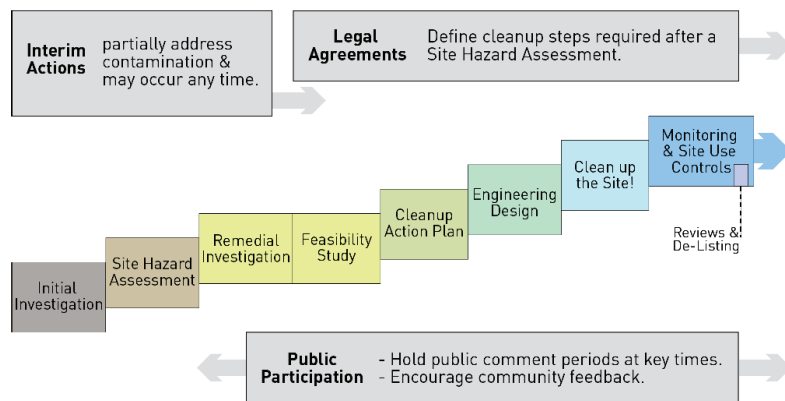 Interim Actions
partially address
contamination &
may occur any time.
Legal Agreements
Define cleanup steps required after a
Site Hazard Assessment.
Initial
Investigation
Site Hazard
Assessment
Remedial
Investigation
Feasibility
Study
Cleanup
Action Plan
Engineering
Design
Clean up
the Site!
Monitoring
& Site Use
Controls
Reviews &
De-Listing
Public
Participation
- Hold public comment periods at key times.
- Encourage community feedback.